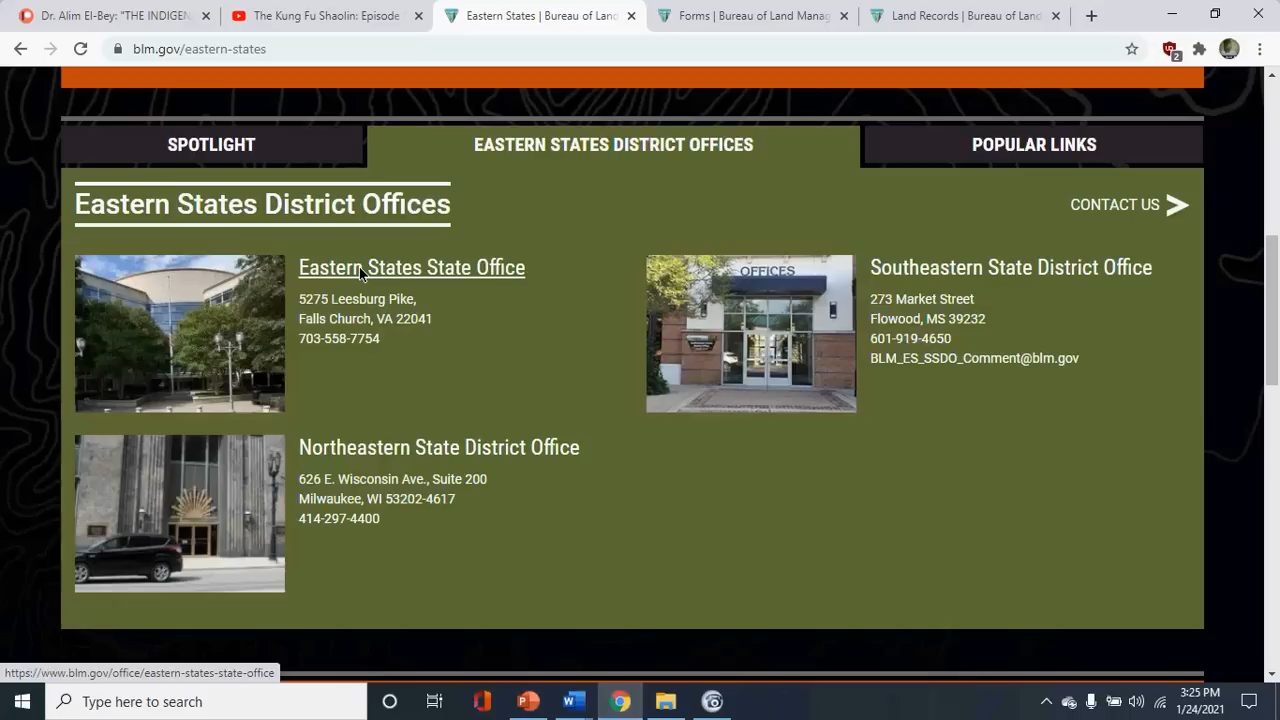 Dr. Alim El-Bey: "THE INDIGEN
The Kung Fu Shaolin: Episode
Eastern States | Bureau of Land
Forms | Bureau of Land Manag
Land Records | Bureau of Land
blm.gov/eastern-states
2
SPOTLIGHT
EASTERN STATES DISTRICT OFFICES
POPULAR LINKS
Eastern States District Offices
CONTACT US
Eastern States State Office
5275 Leesburg Pike,
Falls Church, VA 22041
703-558-7754
OFFICES
Southeastern State District Office
273 Market Street
Flowood, MS 39232
601-919-4650
BLM_ES_SSDO_Comment@blm.gov
Northeastern State District Office
626 E. Wisconsin Ave., Suite 200
Milwaukee, WI 53202-4617
414-297-4400
https://www.blm.gov/office/eastern-states-state-office
Type here to search
3:25 PM
1/24/2021